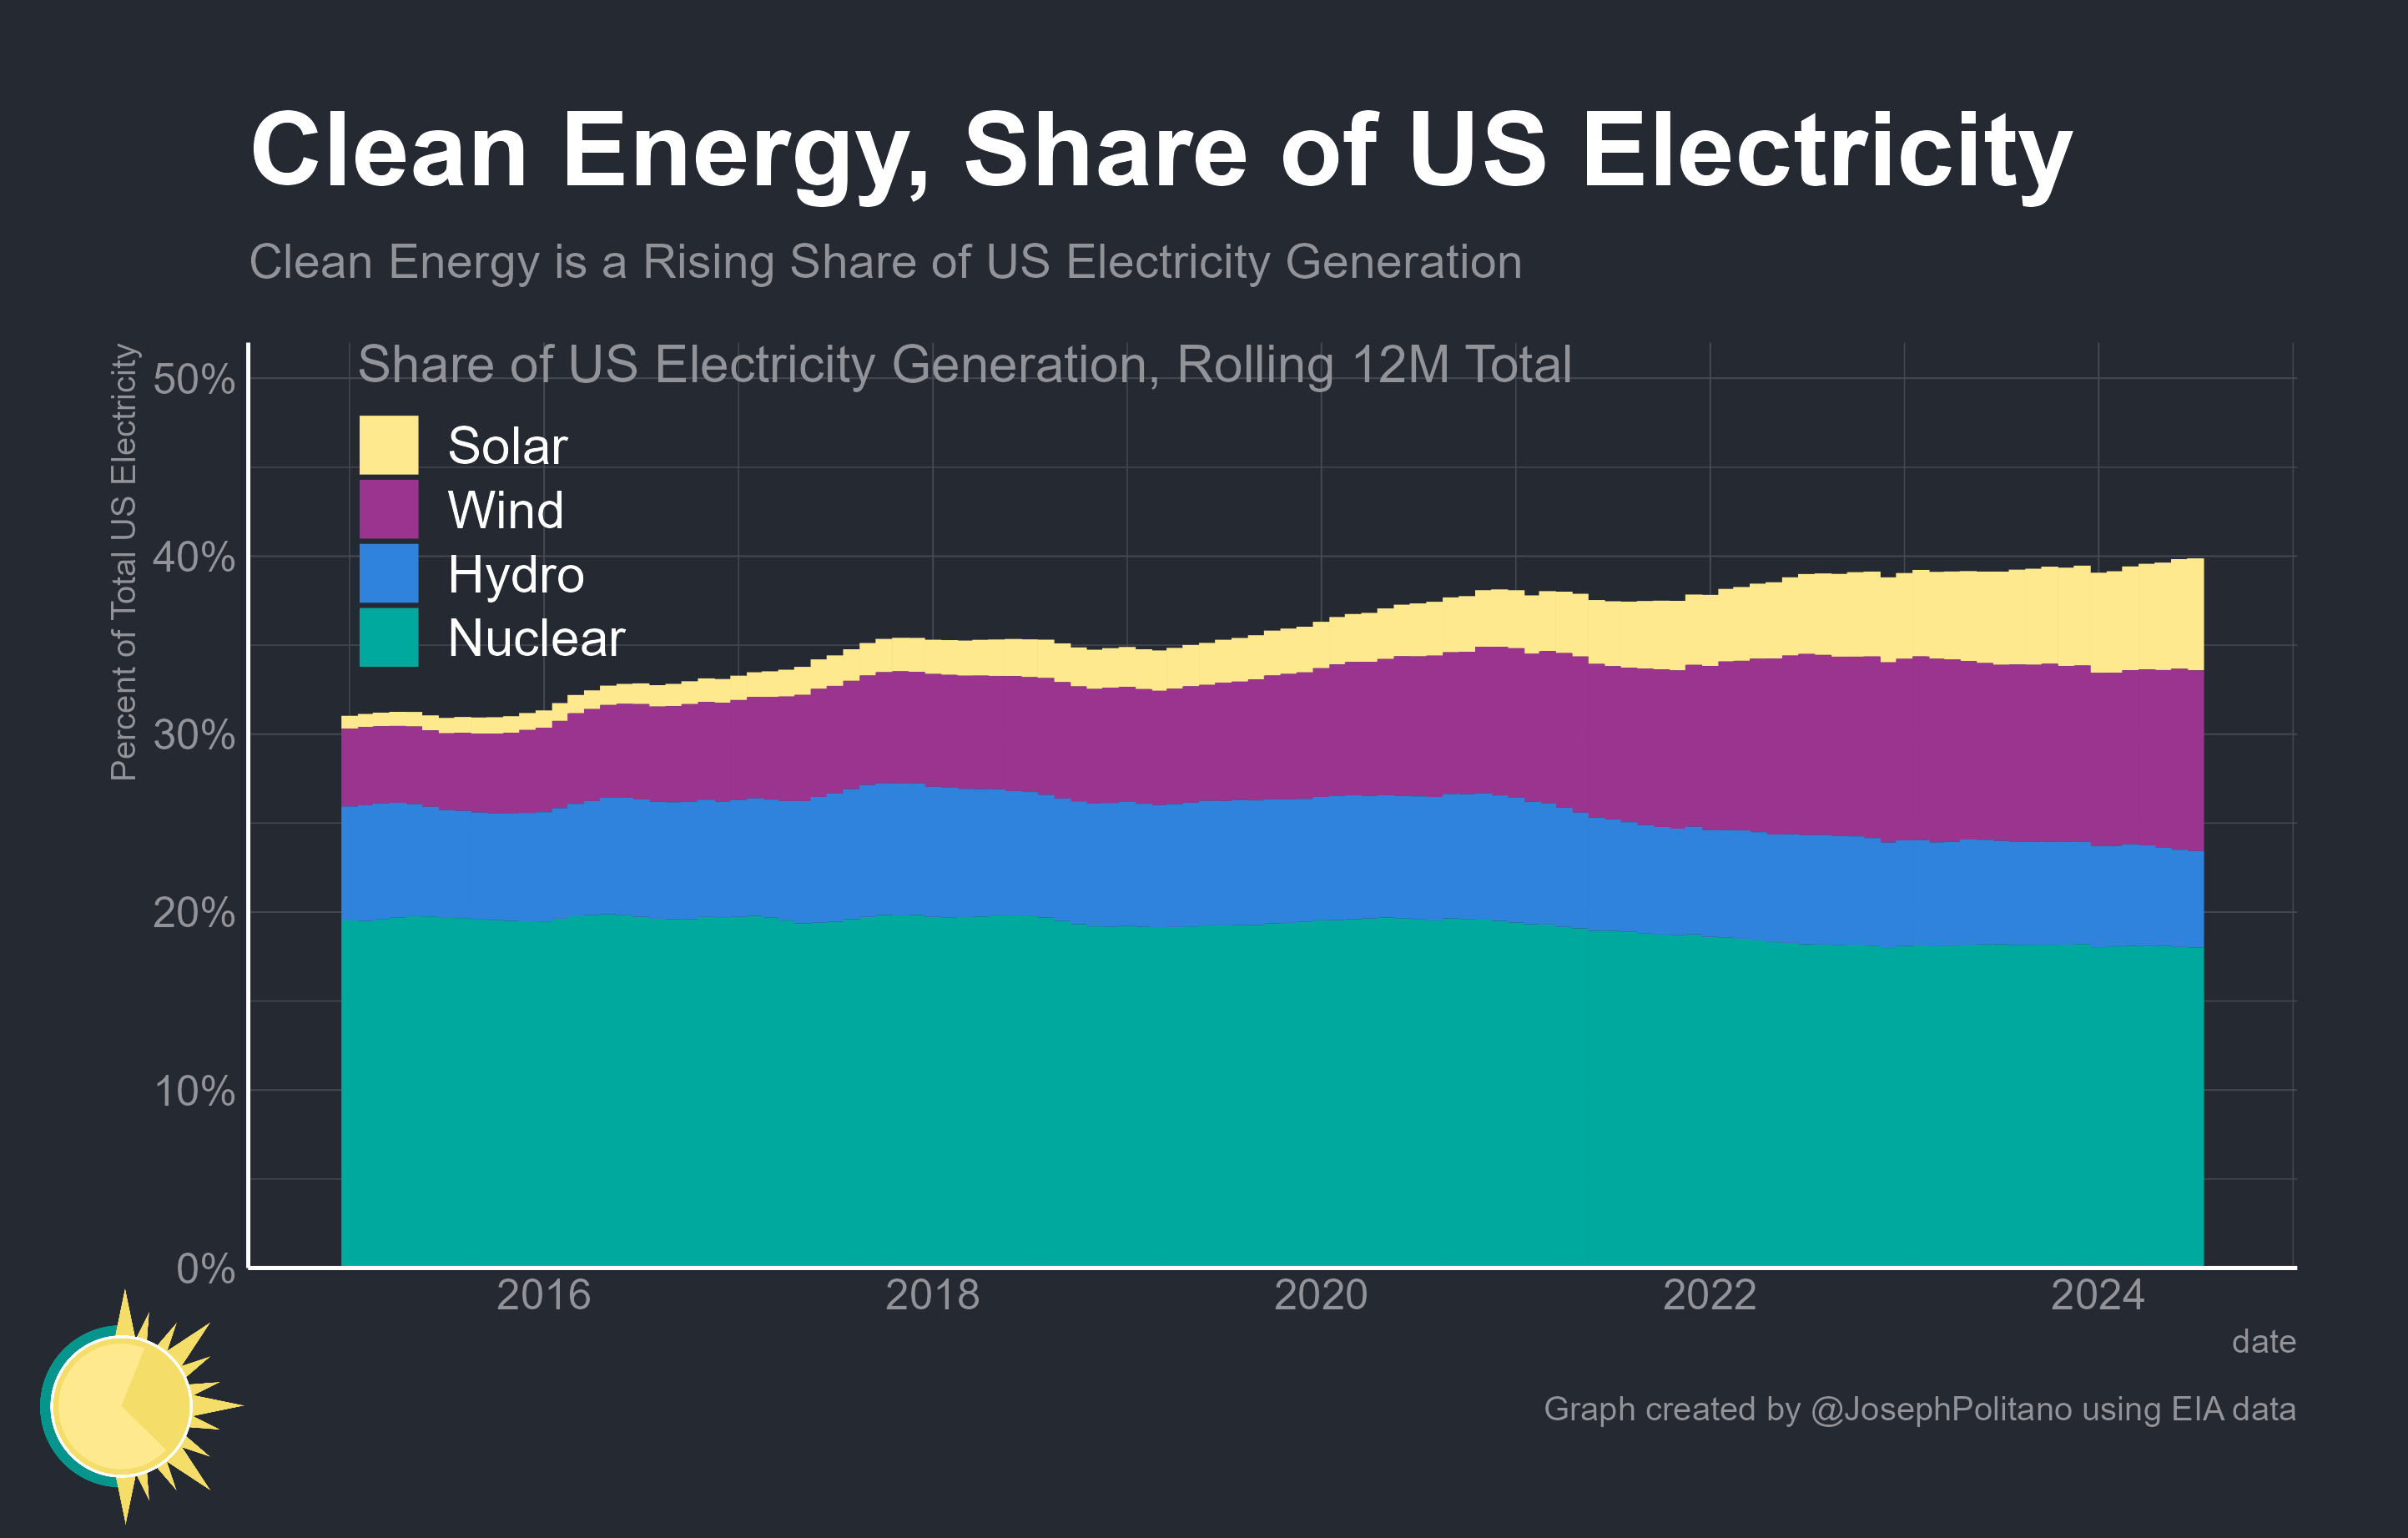 Clean Energy, Share of US Electricity
Clean Energy is a Rising Share of US Electricity Generation
Percent of Total US Electricity
Share of US Electricity Generation, Rolling 12M Total
Solar
Wind
Hydro
Nuclear
50%
40%
30%
20%
10%
0%
2016 2018 2020 2022 2024
date
Graph created by @JosephPolitano using EIA data